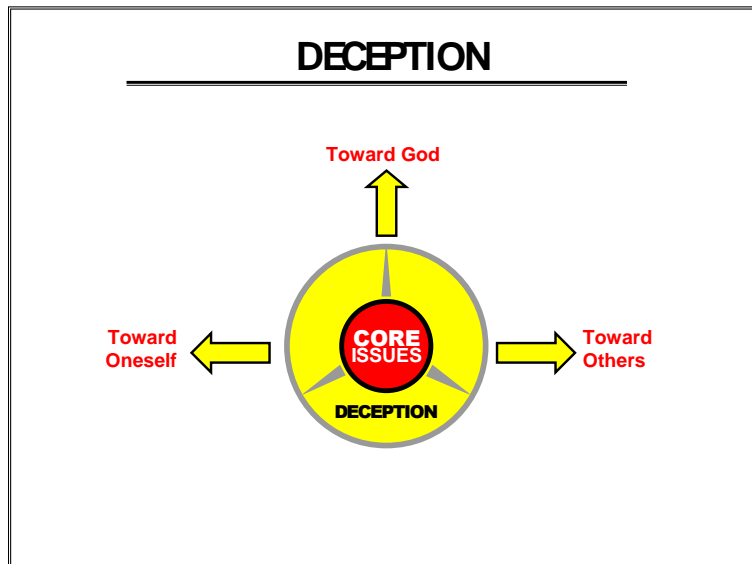 DECEPTION
Toward God
Toward
Oneself
CORE
ISSUES
Toward
Others
DECEPTION